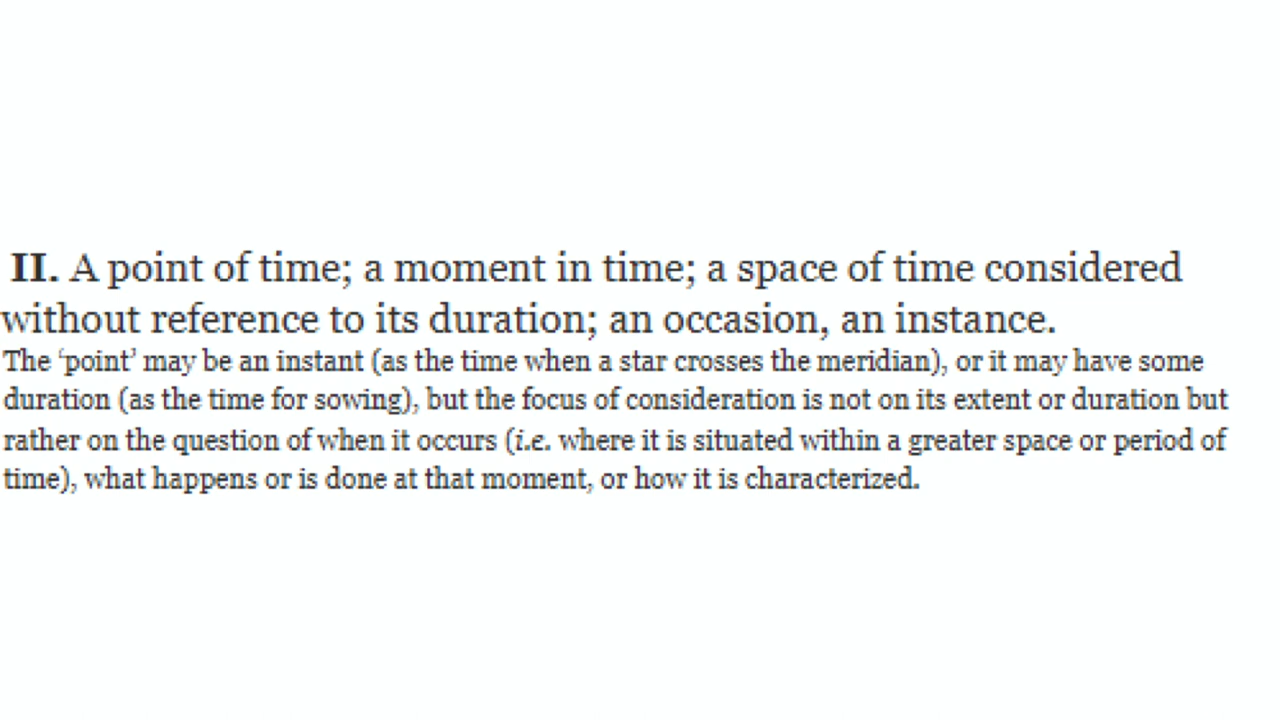 II. A point of time; a moment in time; a space of time considered
without reference to its duration; an occasion, an instance.
The ‘point’ may be an instant (as the time when a star crosses the meridian), or it may have some
duration (as the time for sowing), but the focus of consideration is not on its extent or duration but
rather on the question of when it occurs (i.e. where it is situated within a greater space or period of
time), what happens or is done at that moment, or how it is characterized.